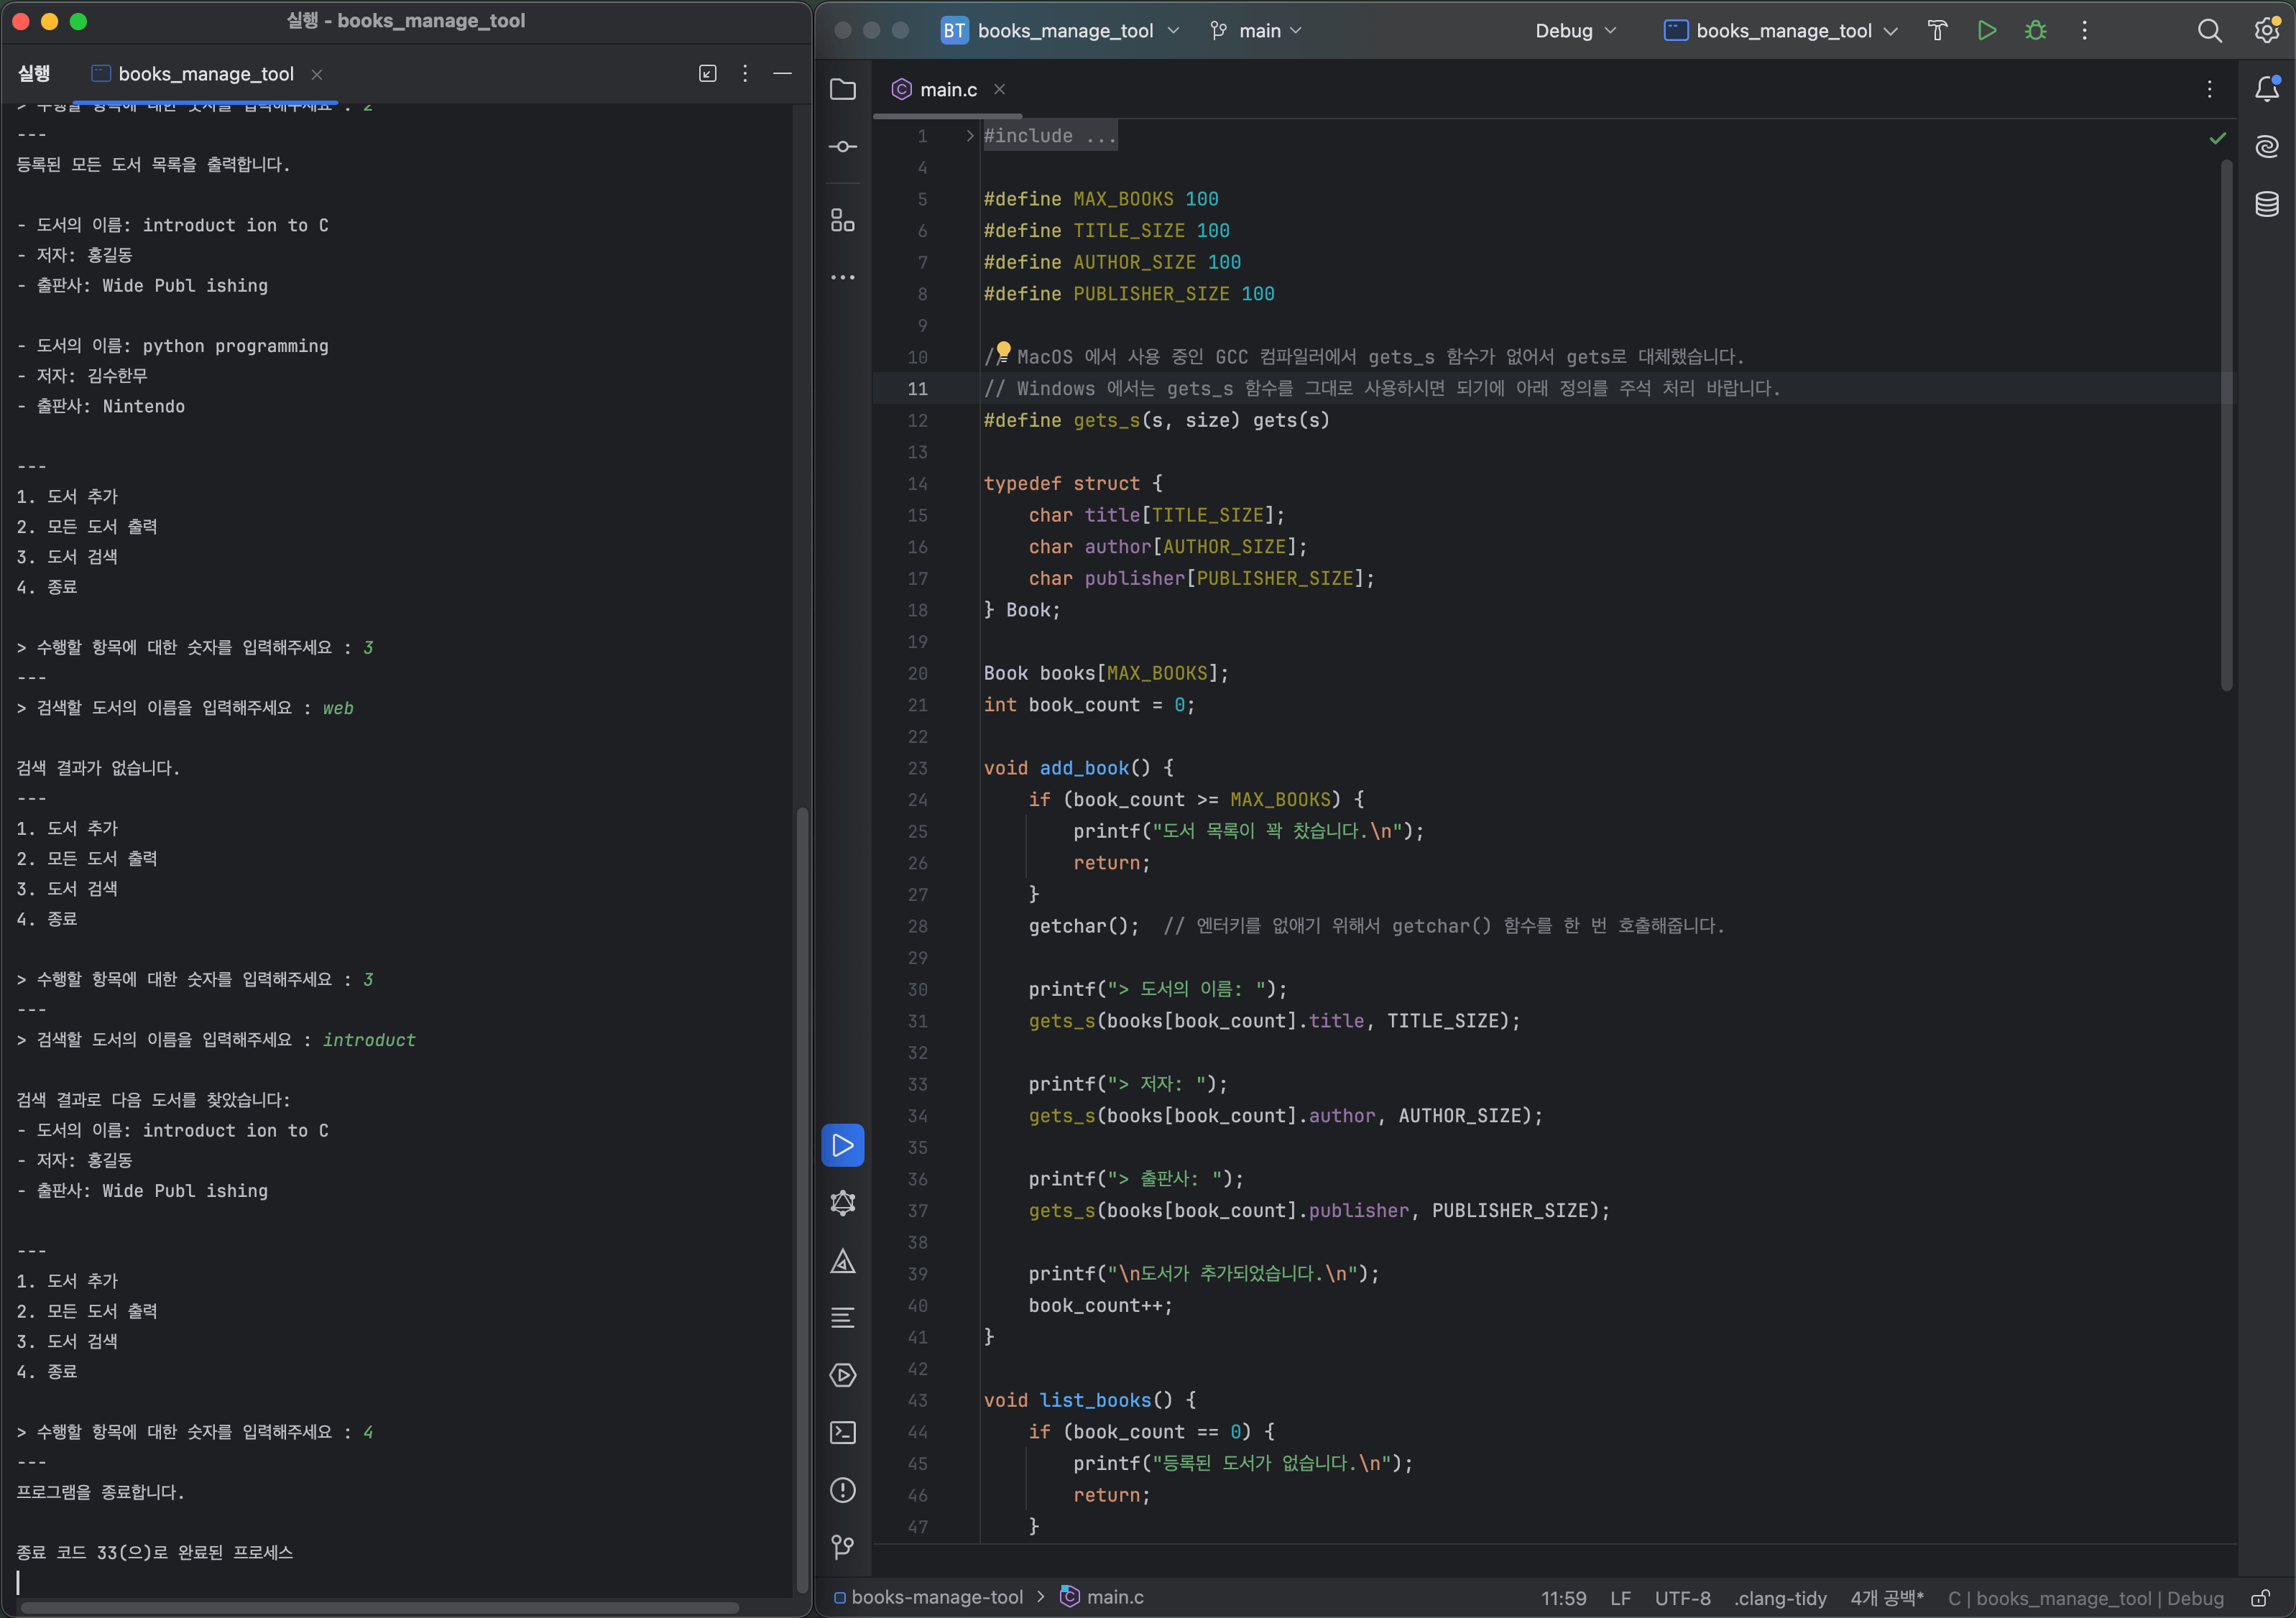 실행 - books_manage_tool
실행 books_manage_tool
> 수행할 항목에 대한 숫자를 입력해주세요 : 2
---
등록된 모든 도서 목록을 출력합니다.
- 도서의 이름: introduct ion to C
- 저자: 홍길동
- 출판사: Wide Publ ishing
- 도서의 이름: python programming
- 저자: 김수한무
- 출판사: Nintendo
---
1. 도서 추가
2. 모든 도서 출력
3. 도서 검색
4. 종료
> 수행할 항목에 대한 숫자를 입력해주세요 : 3
---
> 검색할 도서의 이름을 입력해주세요 : web
검색 결과가 없습니다.
---
1. 도서 추가
2. 모든 도서 출력
3. 도서 검색
4. 종료
> 수행할 항목에 대한 숫자를 입력해주세요 : 3
---
> 검색할 도서의 이름을 입력해주세요 : introduct
검색 결과로 다음 도서를 찾았습니다:
- 도서의 이름: introduct ion to C
- 저자: 홍길동
- 출판사: Wide Publ ishing
---
1. 도서 추가
2. 모든 도서 출력
3. 도서 검색
4. 종료
> 수행할 항목에 대한 숫자를 입력해주세요 : 4
---
프로그램을 종료합니다.
종료 코드 33(으)로 완료된 프로세스
BT books_manage_tool main Debug books_manage_tool
main.c
1 #include ...
4
5 #define MAX_BOOKS 100
6 #define TITLE_SIZE 100
7 #define AUTHOR_SIZE 100
8 #define PUBLISHER_SIZE 100
9
10 // MacOS 에서 사용 중인 GCC 컴파일러에서 gets_s 함수가 없어서 gets로 대체했습니다.
11 // Windows 에서는 gets_s 함수를 그대로 사용하시면 되기에 아래 정의를 주석 처리 바랍니다.
12 #define gets_s(s, size) gets(s)
13
14 typedef struct {
15     char title[TITLE_SIZE];
16     char author[AUTHOR_SIZE];
17     char publisher[PUBLISHER_SIZE];
18 } Book;
19
20 Book books[MAX_BOOKS];
21 int book_count = 0;
22
23 void add_book() {
24     if (book_count >= MAX_BOOKS) {
25         printf("도서 목록이 꽉 찼습니다.\n");
26         return;
27     }
28     getchar();  // 엔터키를 없애기 위해서 getchar() 함수를 한 번 호출해줍니다.
29
30     printf("> 도서의 이름: ");
31     gets_s(books[book_count].title, TITLE_SIZE);
32
33     printf("> 저자: ");
34     gets_s(books[book_count].author, AUTHOR_SIZE);
35
36     printf("> 출판사: ");
37     gets_s(books[book_count].publisher, PUBLISHER_SIZE);
38
39     printf("\n도서가 추가되었습니다.\n");
40     book_count++;
41 }
42
43 void list_books() {
44     if (book_count == 0) {
45         printf("등록된 도서가 없습니다.\n");
46         return;
47     }
books-manage-tool > main.c 11:59 LF UTF-8 .clang-tidy 4개 공백* C | books_manage_tool | Debug